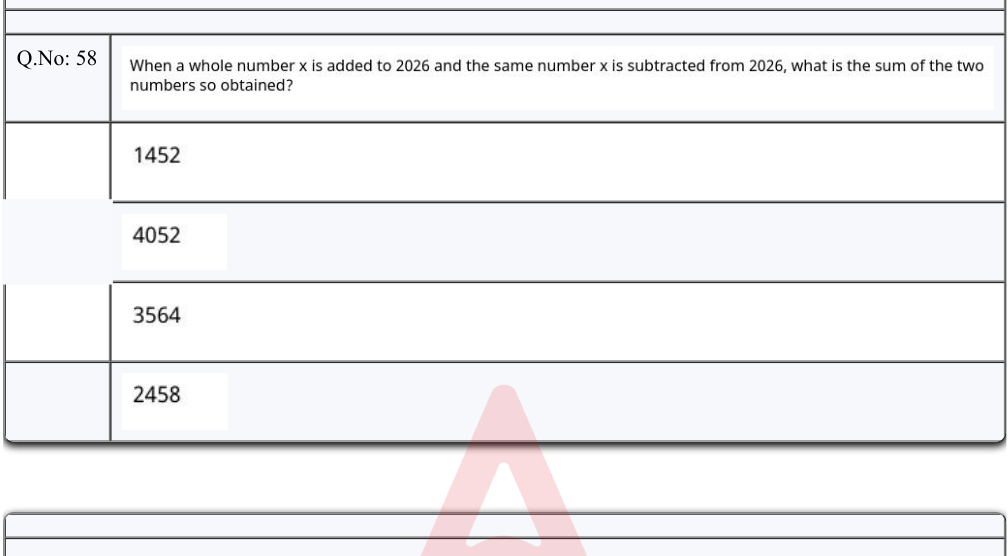 Q.No: 58
When a whole number x is added to 2026 and the same number x is subtracted from 2026, what is the sum of the two
numbers so obtained?
1452
4052
3564
2458